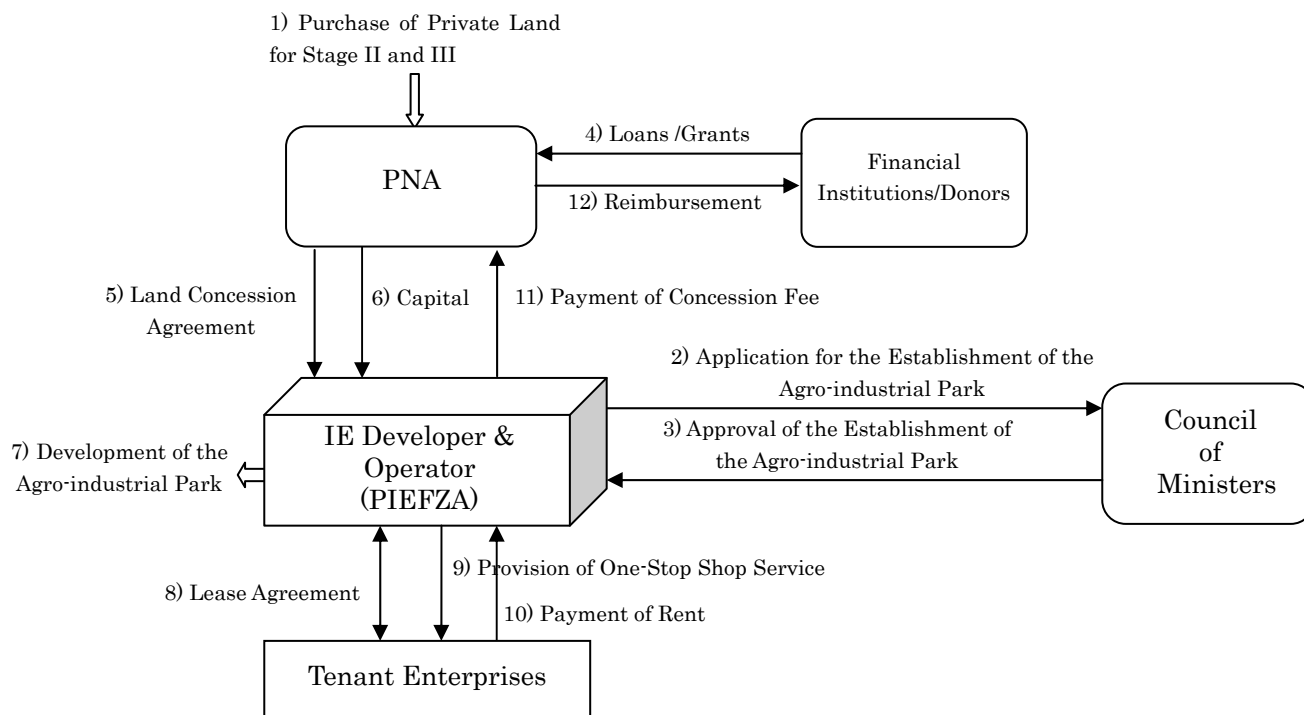 1) Purchase of Private Land
for Stage II and III
PNA
4) Loans /Grants
12) Reimbursement
Financial
Institutions/Donors
5) Land Concession
Agreement
6) Capital
11) Payment of Concession Fee
2) Application for the Establishment of the
Agro-industrial Park
3) Approval of the Establishment of
the Agro-industrial Park
Council
of
Ministers
IE Developer &
Operator
(PIEFZA)
7) Development of the
Agro-industrial Park
8) Lease Agreement
9) Provision of One-Stop Shop Service
10) Payment of Rent
Tenant Enterprises